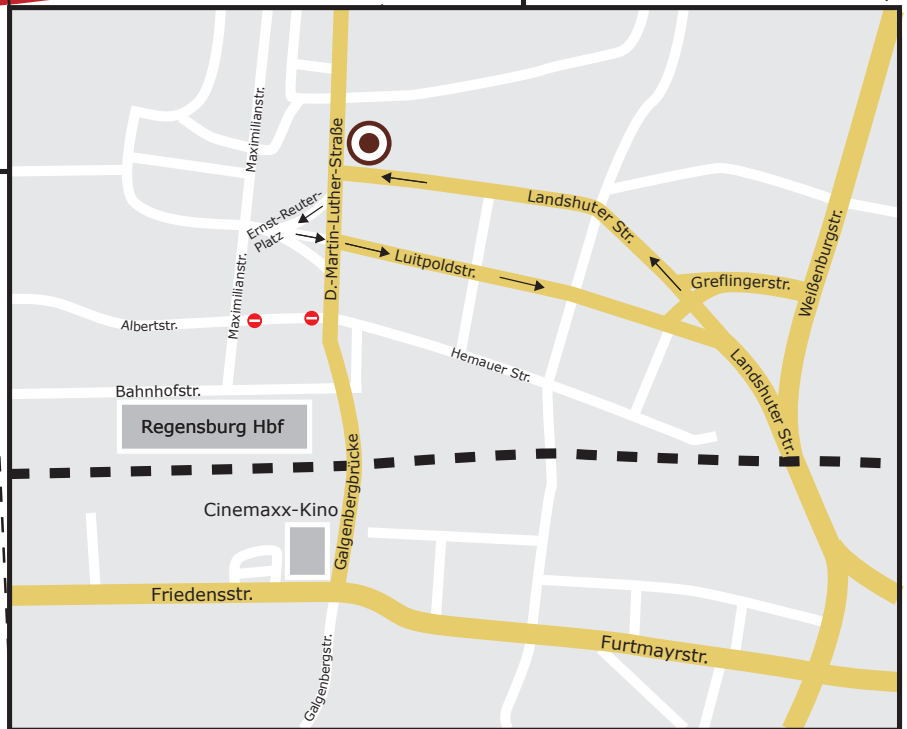 Maximilianstr.
D.-Martin-Luther-Straße
Ernst-Reuter-
Platz
Landshuter Str.
Luitpoldstr.
Greflingerstr.
Weißenburgstr.
Maximilianstr.
Albertstr.
Hemauer Str.
Landshuter Str.
Bahnhofstr.
Regensburg Hbf
Galgenbergbrücke
Cinemaxx-Kino
Friedensstr.
Furtmayrstr.
Galgenbergstr.